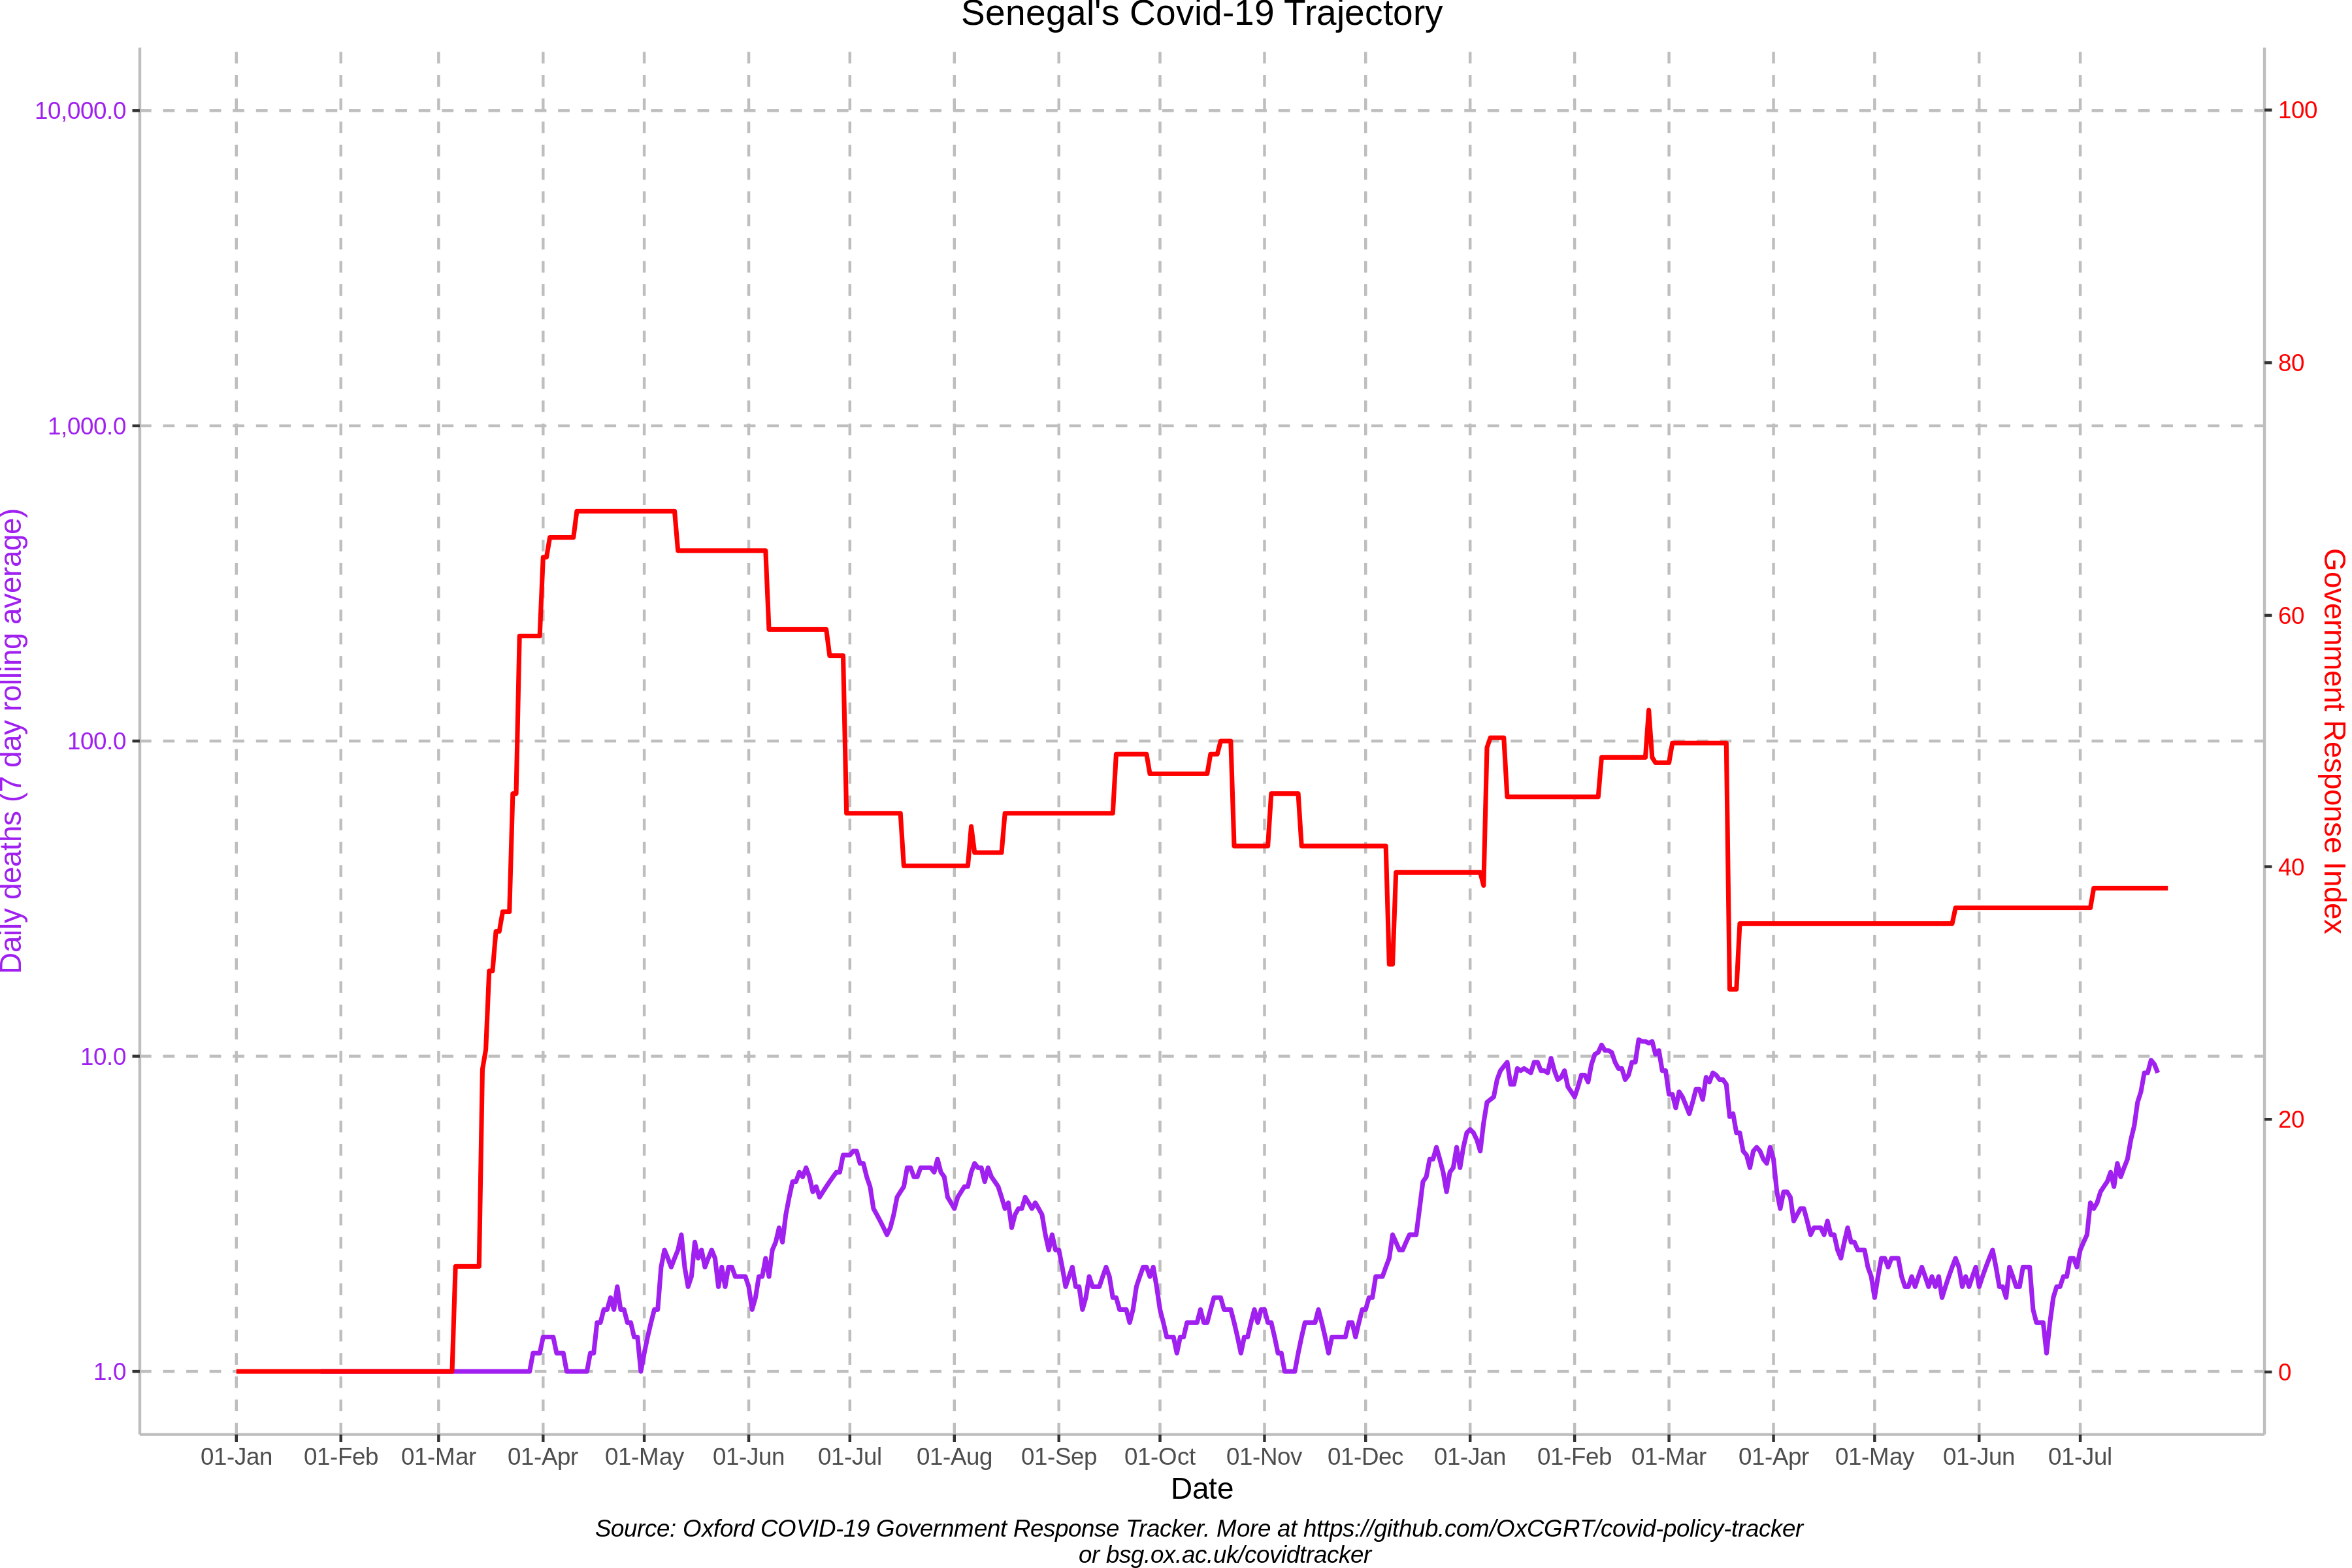 Senegal's Covid-19 Trajectory
10,000.0
1,000.0
100.0
10.0
1.0
Daily deaths (7 day rolling average)
100
80
60
40
20
0
Government Response Index
01-Jan 01-Feb 01-Mar 01-Apr 01-May 01-Jun 01-Jul 01-Aug 01-Sep 01-Oct 01-Nov 01-Dec 01-Jan 01-Feb 01-Mar 01-Apr 01-May 01-Jun 01-Jul
Date
Source: Oxford COVID-19 Government Response Tracker. More at https://github.com/OxCGRT/covid-policy-tracker
or bsg.ox.ac.uk/covidtracker